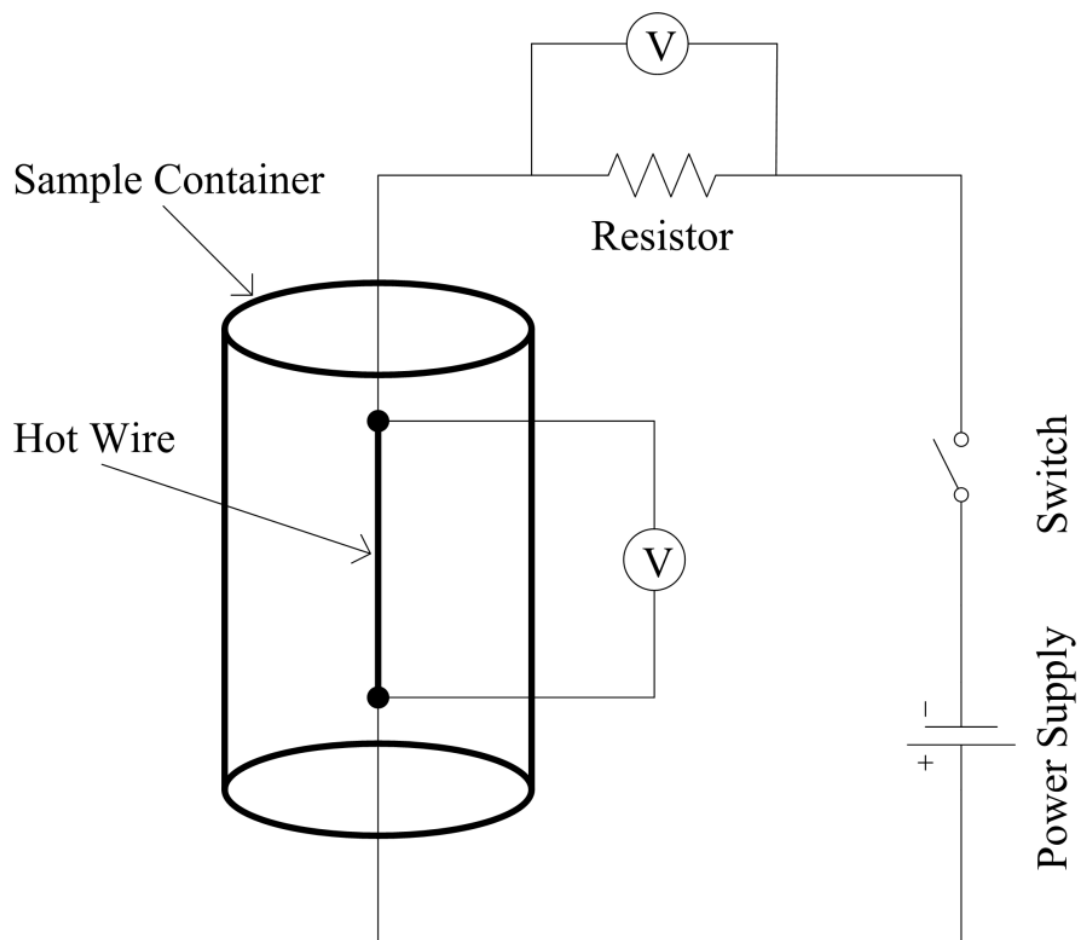 V
Sample Container
Resistor
Hot Wire
V
Switch
Power Supply
−
+